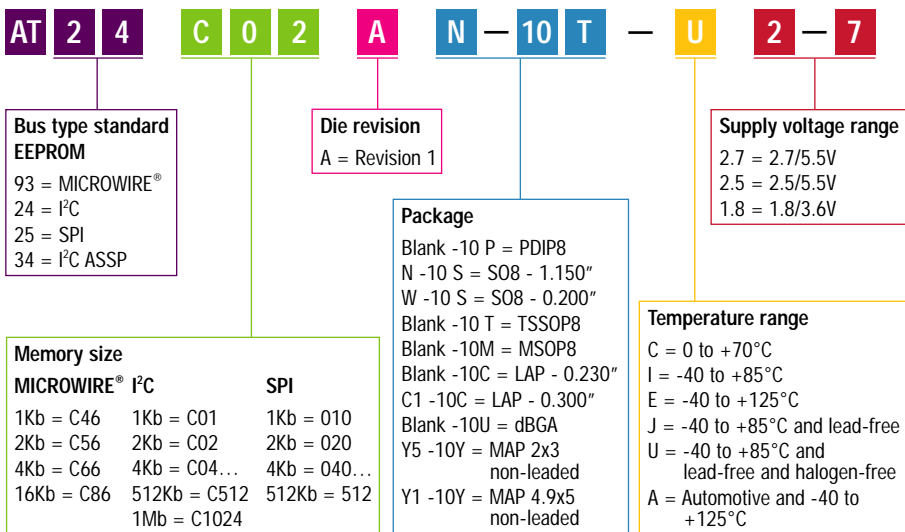 AT 2 4 C 0 2 A N – 10 T – U 2 – 7
Bus type standard
EEPROM
93 = MICROWIRE®
24 = I²C
25 = SPI
34 = I²C ASSP
Die revision
A = Revision 1
Supply voltage range
2.7 = 2.7/5.5V
2.5 = 2.5/5.5V
1.8 = 1.8/3.6V
Memory size
MICROWIRE® I²C SPI
1Kb = C46 1Kb = C01 1Kb = 010
2Kb = C56 2Kb = C02 2Kb = 020
4Kb = C66 4Kb = C04... 4Kb = 040...
16Kb = C86 512Kb = C512 512Kb = 512
1Mb = C1024
Package
Blank -10 P = PDIP8
N -10 S = SO8 - 1.150″
W -10 S = SO8 - 0.200″
Blank -10 T = TSSOP8
Blank -10M = MSOP8
Blank -10C = LAP - 0.230″
C1 -10C = LAP - 0.300″
Blank -10U = dBGA
Y5 -10Y = MAP 2x3
non-leaded
Y1 -10Y = MAP 4.9x5
non-leaded
Temperature range
C = 0 to +70°C
I = -40 to +85°C
E = -40 to +125°C
J = -40 to +85°C and lead-free
U = -40 to +85°C and
lead-free and halogen-free
A = Automotive and -40 to
+125°C